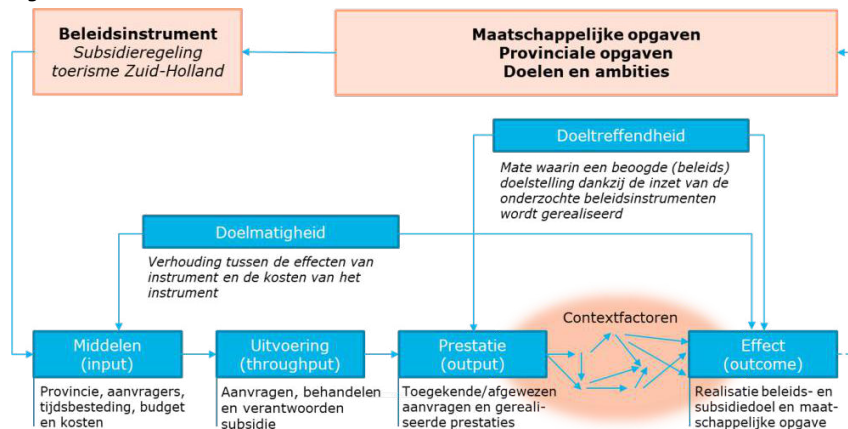 Beleidsinstrument
Subsidieregeling
toerisme Zuid-Holland
Maatschappelijke opgaven
Provinciale opgaven
Doelen en ambities
Doeltreffendheid
Mate waarin een beoogde (beleids)
doelstelling dankzij de inzet van de
onderzochte beleidsinstrumenten
wordt gerealiseerd
Doelmatigheid
Verhouding tussen de effecten van
instrument en de kosten van het
instrument
Contextfactoren
Middelen
(input)
Uitvoering
(throughput)
Prestatie
(output)
Effect
(outcome)
Provincie, aanvragers,
tijdsbesteding, budget
en kosten
Aanvragen, behandelen
en verantwoorden
subsidie
Toegekende/afgewezen
aanvragen en gereali-
seerde prestaties
Realisatie beleids- en
subsidiedoel en maat-
schappelijke opgave